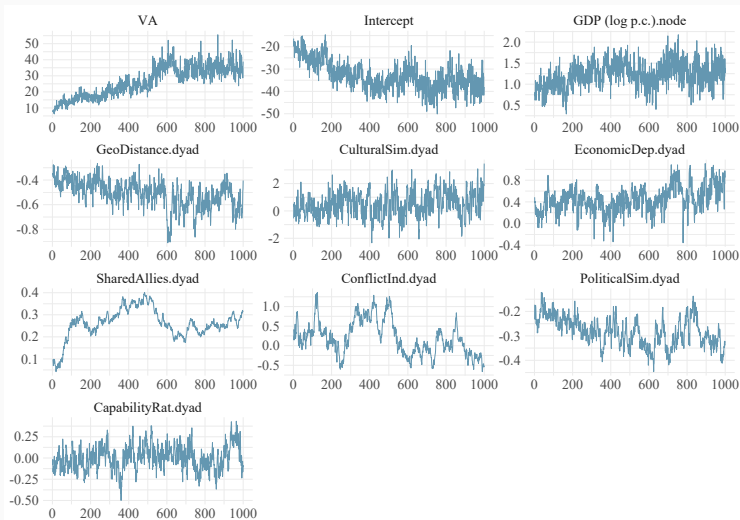 VA Intercept GDP (log p.c.).node
50 40 30 20 10
-20 -30 -40 -50
2.0 1.5 1.0 0.5
0 200 400 600 800 1000 0 200 400 600 800 1000 0 200 400 600 800 1000
GeoDistance.dyad CulturalSim.dyad EconomicDep.dyad
-0.4 -0.6 -0.8
2 0 -2
0.8 0.4 0.0 -0.4
0 200 400 600 800 1000 0 200 400 600 800 1000 0 200 400 600 800 1000
SharedAllies.dyad ConflictInd.dyad PoliticalSim.dyad
0.4 0.3 0.2 0.1
1.0 0.5 0.0 -0.5
-0.2 -0.3 -0.4
0 200 400 600 800 1000 0 200 400 600 800 1000 0 200 400 600 800 1000
CapabilityRat.dyad
0.25 0.00 -0.25 -0.50
0 200 400 600 800 1000